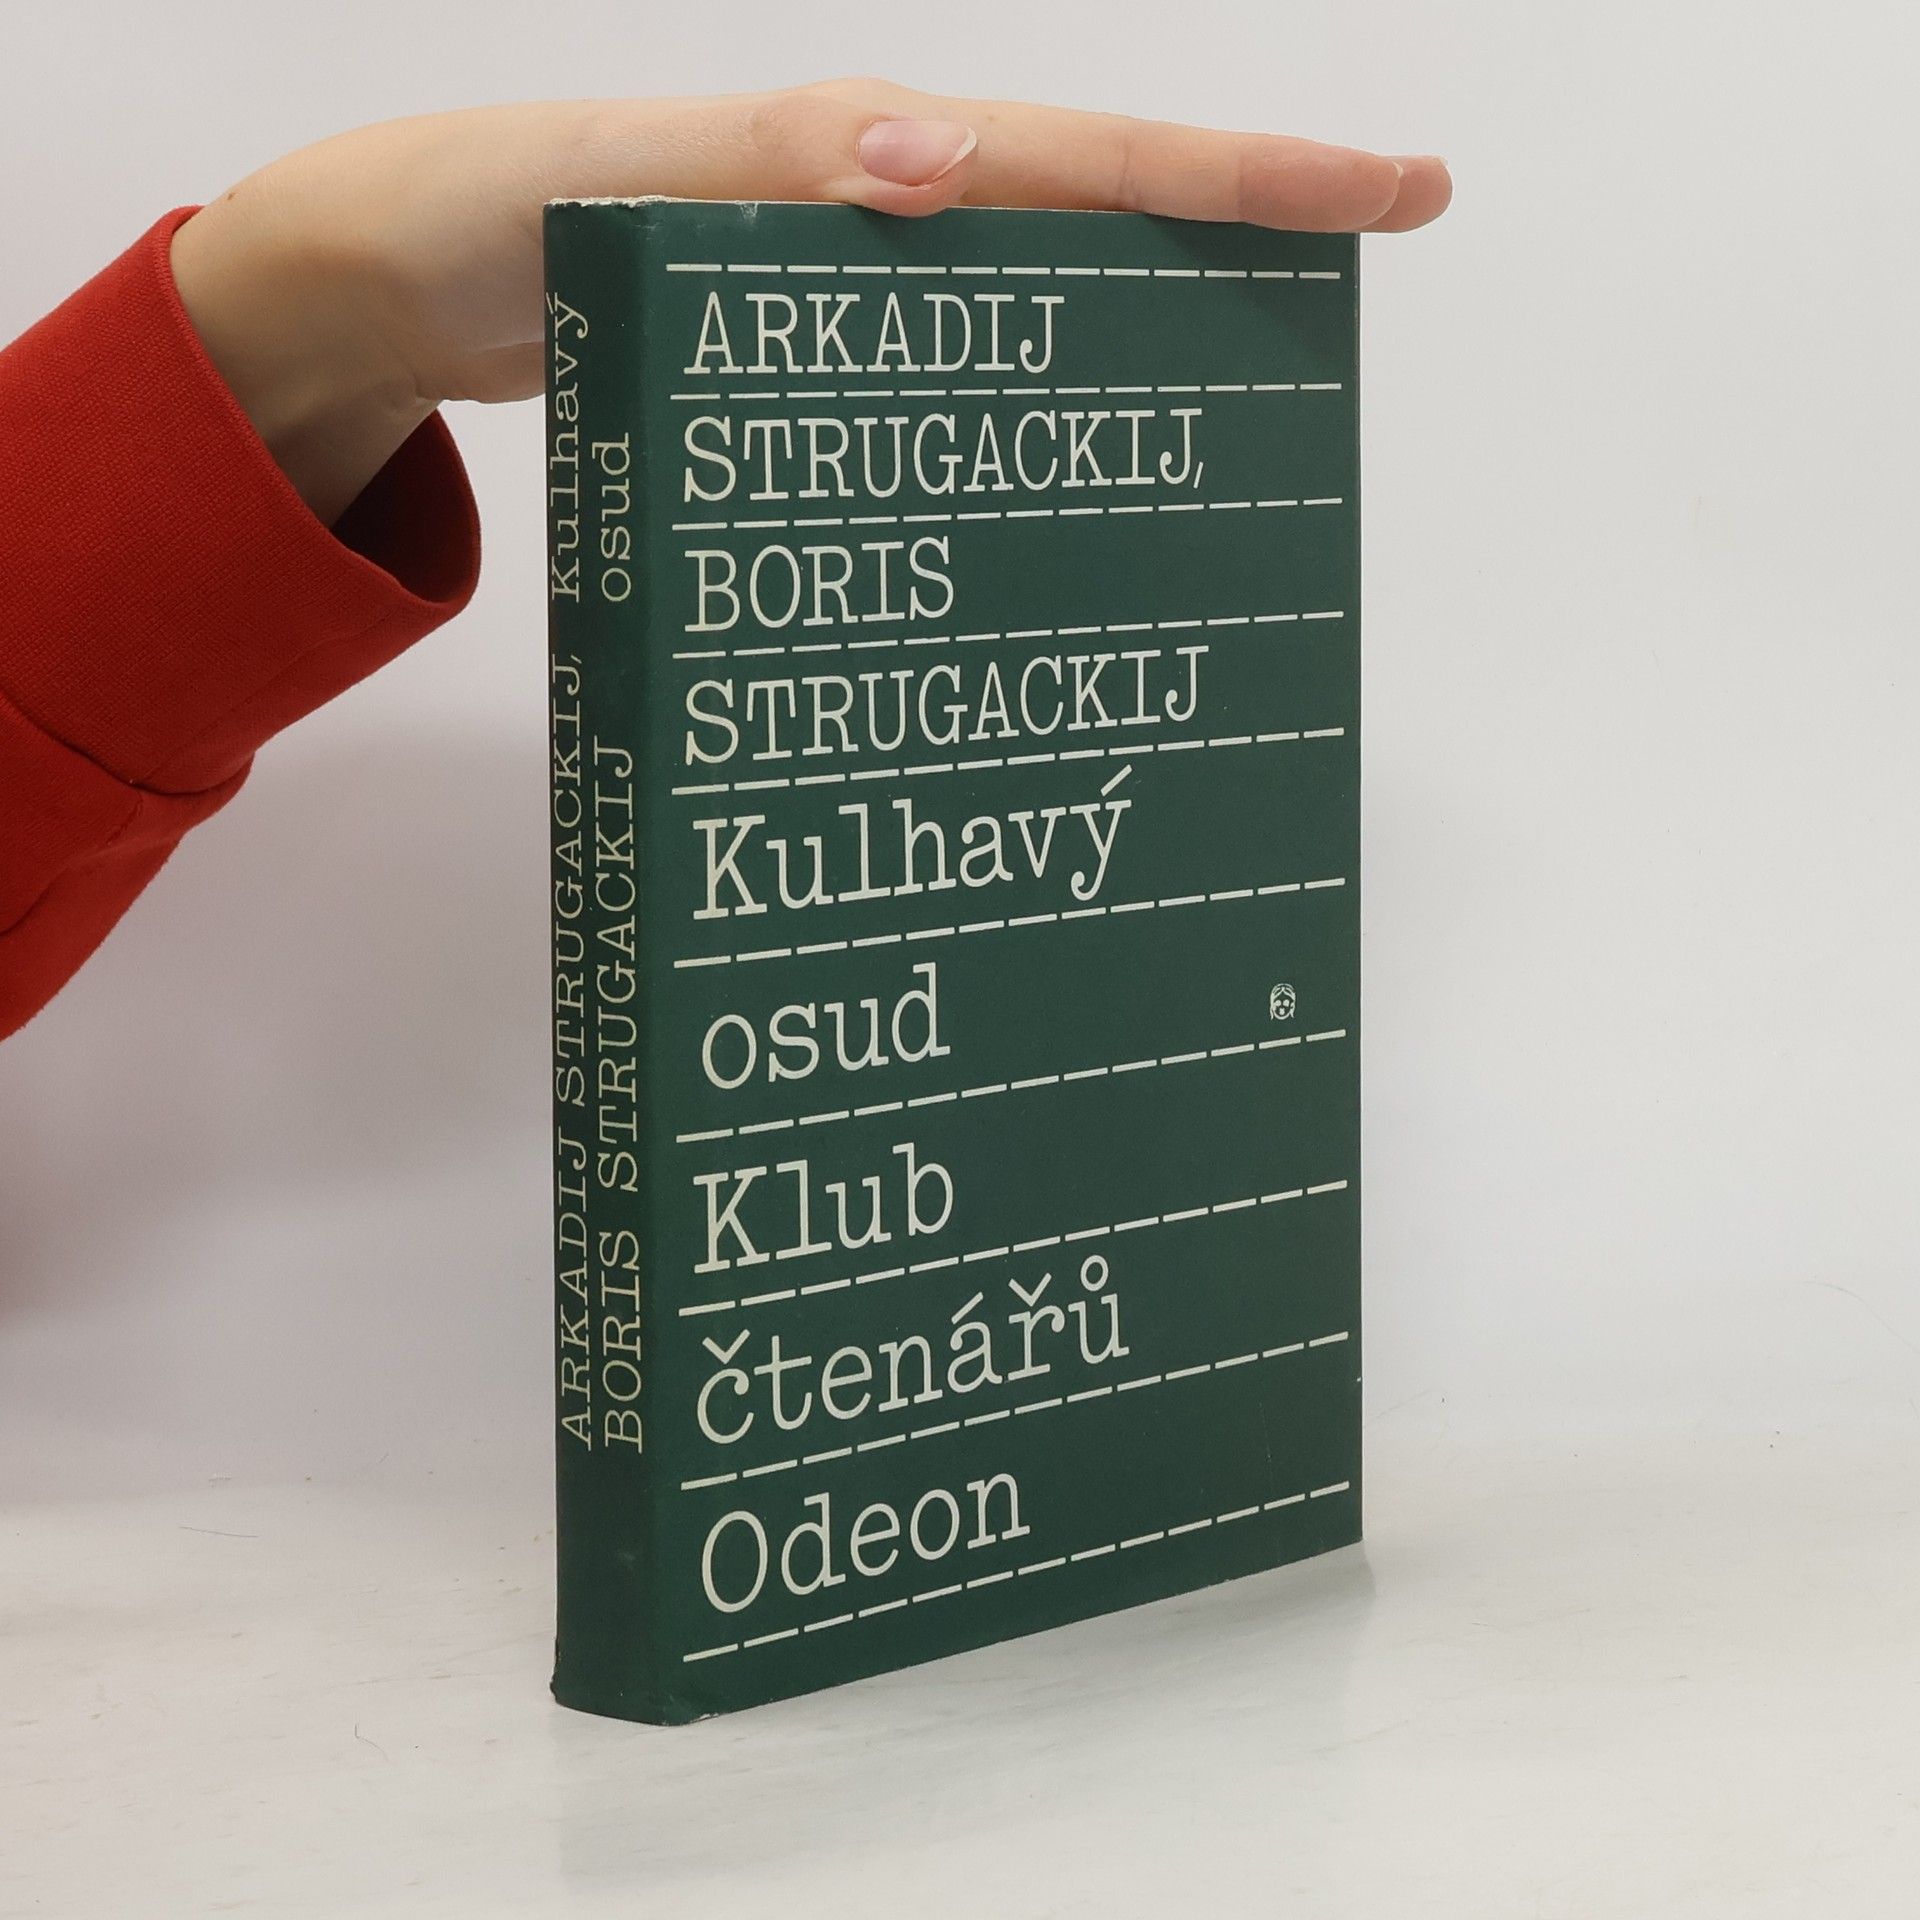 ARKADIJ
STRUGACKIJ,
BORIS
STRUGACKIJ
Kulhavý
osud
Klub
čtenářů
Odeon
ARKADIJ STRUGACKIJ, Kulhavý
BORIS STRUGACKIJ osud